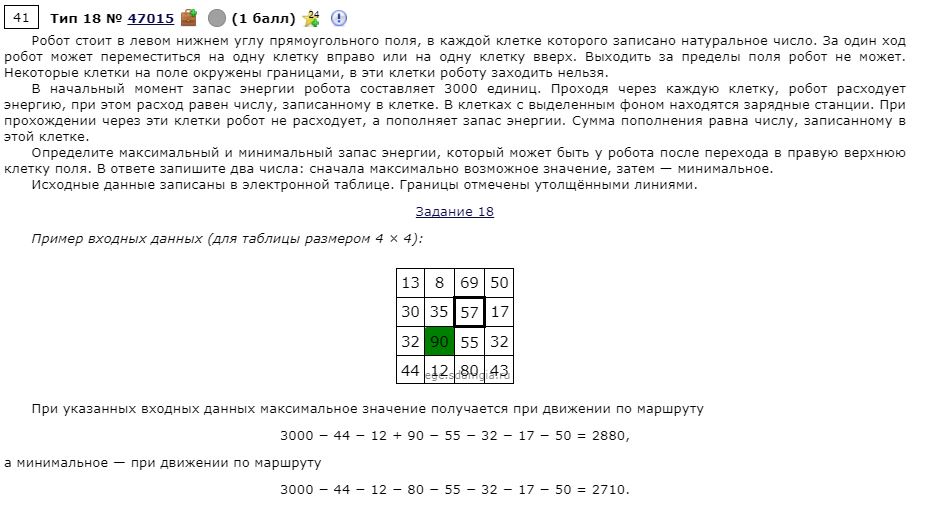 41 Тип 18 № 47015 (1 балл) 24
Робот стоит в левом нижнем углу прямоугольного поля, в каждой клетке которого записано натуральное число. За один ход
робот может переместиться на одну клетку вправо или на одну клетку вверх. Выходить за пределы поля робот не может.
Некоторые клетки на поле окружены границами, в эти клетки роботу заходить нельзя.
В начальный момент запас энергии робота составляет 3000 единиц. Проходя через каждую клетку, робот расходует
энергию, при этом расход равен числу, записанному в клетке. В клетках с выделенным фоном находятся зарядные станции. При
прохождении через эти клетки робот не расходует, а пополняет запас энергии. Сумма пополнения равна числу, записанному в
этой клетке.
Определите максимальный и минимальный запас энергии, который может быть у робота после перехода в правую верхнюю
клетку поля. В ответе запишите два числа: сначала максимально возможное значение, затем — минимальное.
Исходные данные записаны в электронной таблице. Границы отмечены утолщёнными линиями.
Задание 18
Пример входных данных (для таблицы размером 4 × 4):
13 8 69 50
30 35 57 17
32 90 55 32
44 12 80 43
ege.sdamgia.ru
При указанных входных данных максимальное значение получается при движении по маршруту
3000 − 44 − 12 + 90 − 55 − 32 − 17 − 50 = 2880,
а минимальное — при движении по маршруту
3000 − 44 − 12 − 80 − 55 − 32 − 17 − 50 = 2710.